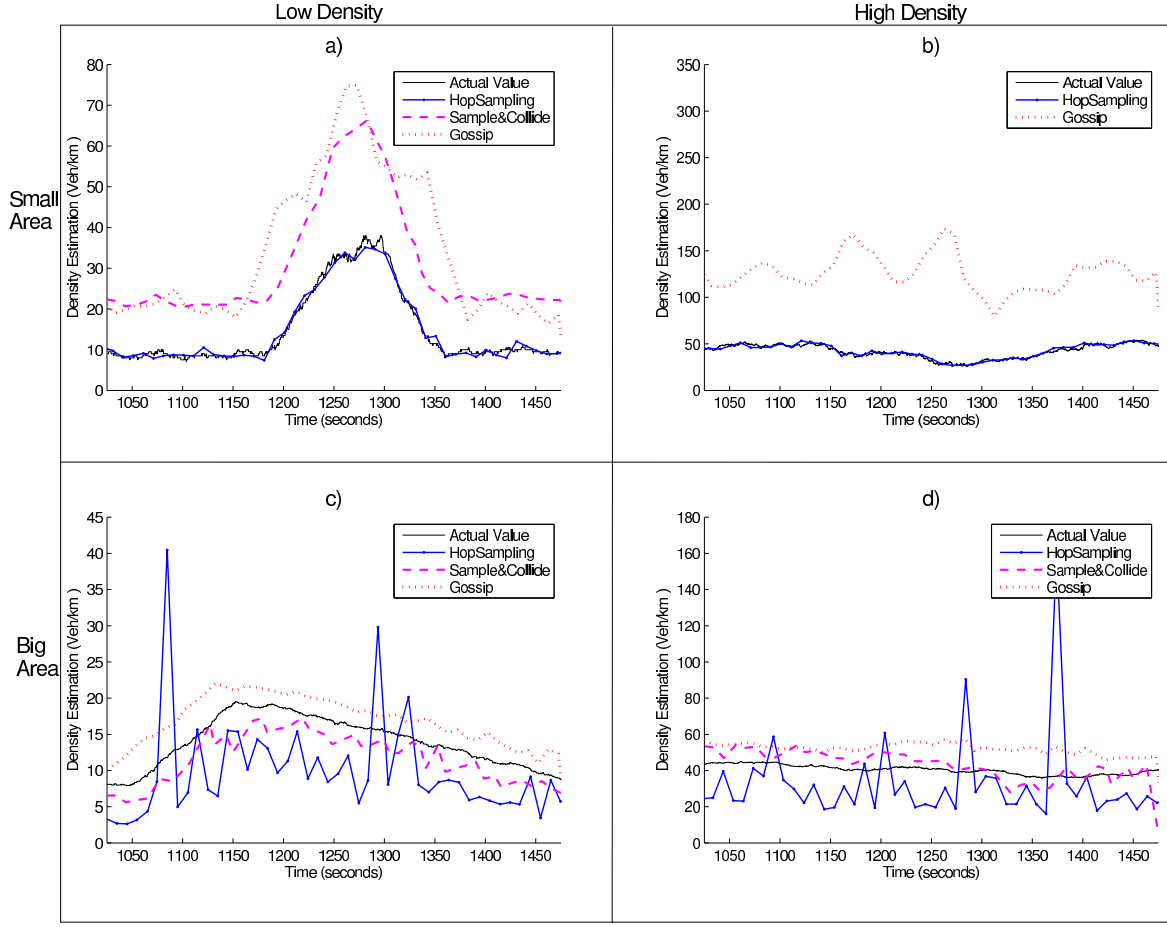 Low Density
High Density
Small
Area
Big
Area
a)
80
70
60
50
40
30
20
10
0
Density Estimation (Veh/km )
1050 1100 1150 1200 1250 1300 1350 1400 1450
Time (seconds)
Actual Value
HopSampling
Sample&Collide
Gossip
b)
350
300
250
200
150
100
50
0
Density Estimation (Veh/km )
1050 1100 1150 1200 1250 1300 1350 1400 1450
Time (seconds)
Actual Value
HopSampling
Gossip
c)
45
40
35
30
25
20
15
10
5
0
Density Estimation (Veh/km )
1050 1100 1150 1200 1250 1300 1350 1400 1450
Time (seconds)
Actual Value
HopSampling
Sample&Collide
Gossip
d)
180
160
140
120
100
80
60
40
20
0
Density Estimation (Veh/km )
1050 1100 1150 1200 1250 1300 1350 1400 1450
Time (seconds)
Actual Value
HopSampling
Sample&Collide
Gossip